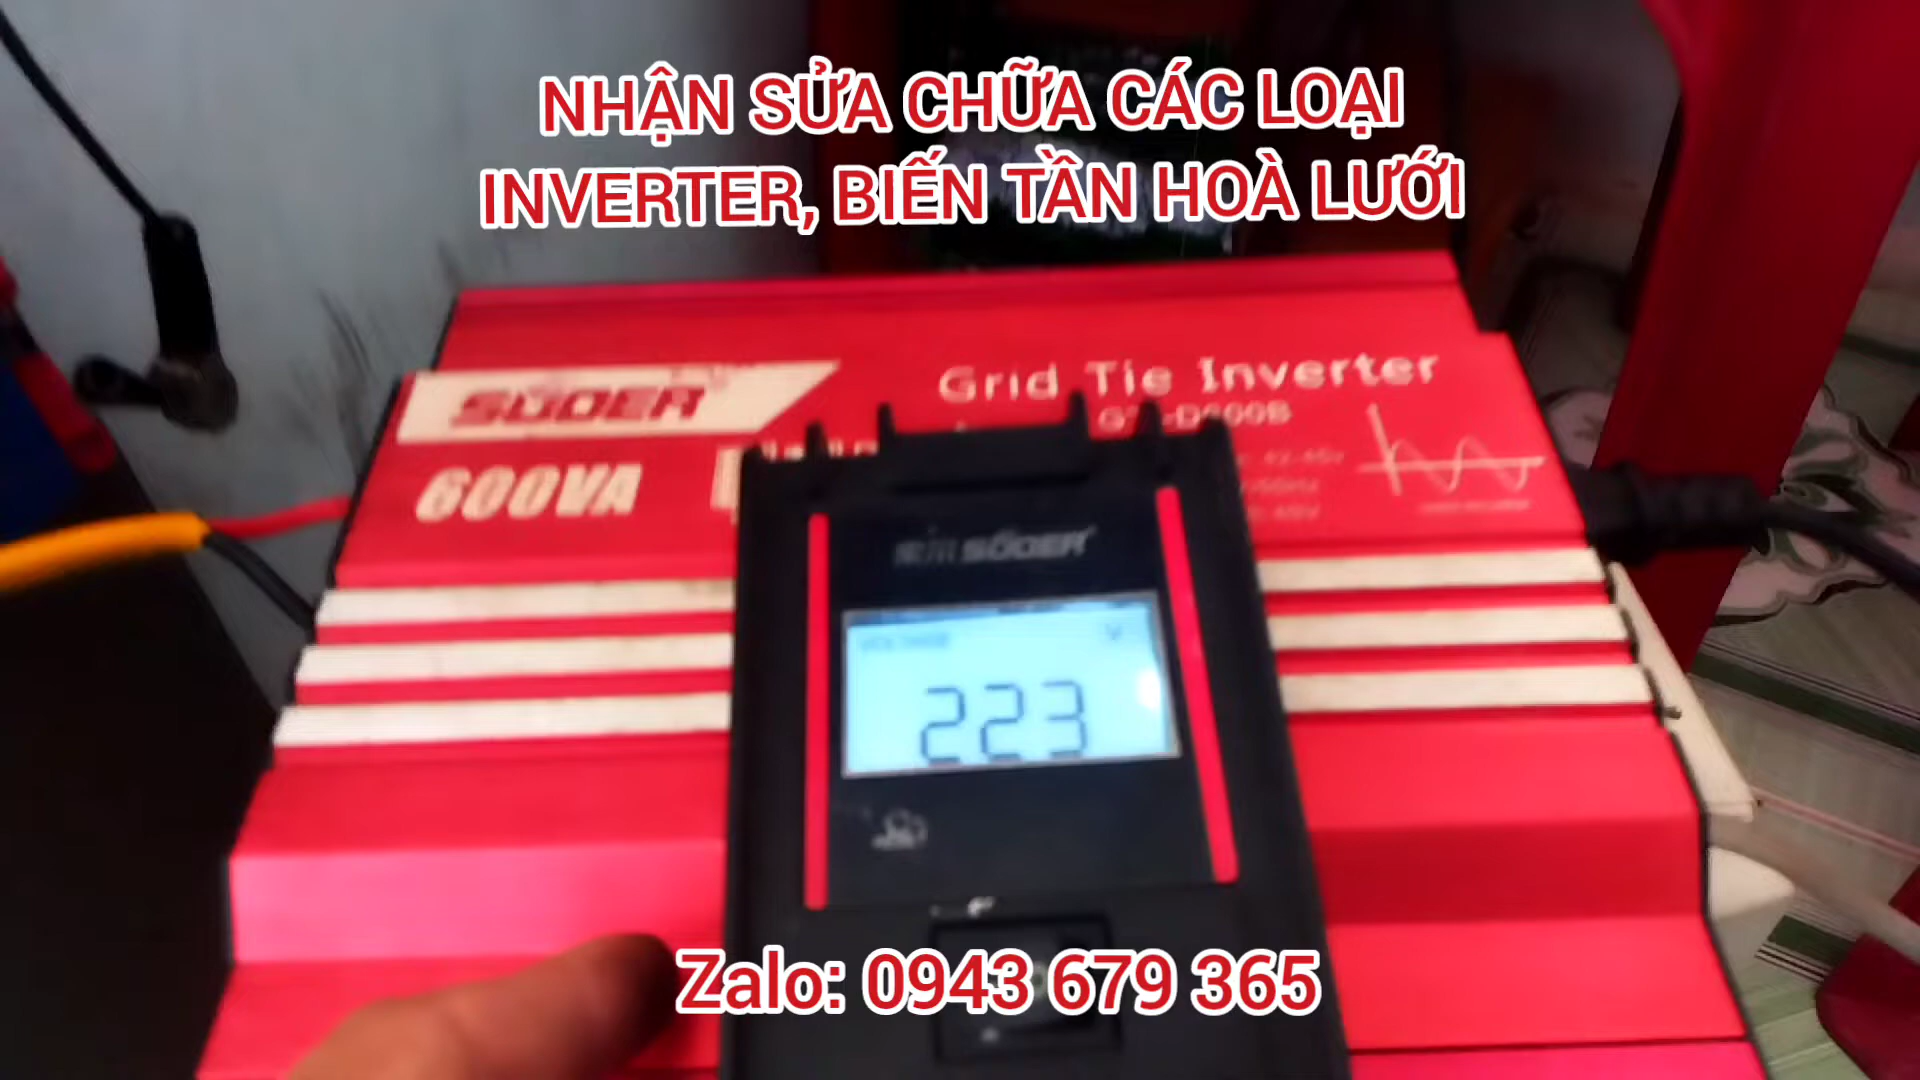 NHẬN SỬA CHỮA CÁC LOẠI
INVERTER, BIẾN TẦN HOÀ LƯỚI
SUOER
Grid Tie Inverter
600VA
SUOER
VOLTAGE V
223
Zalo: 0943 679 365